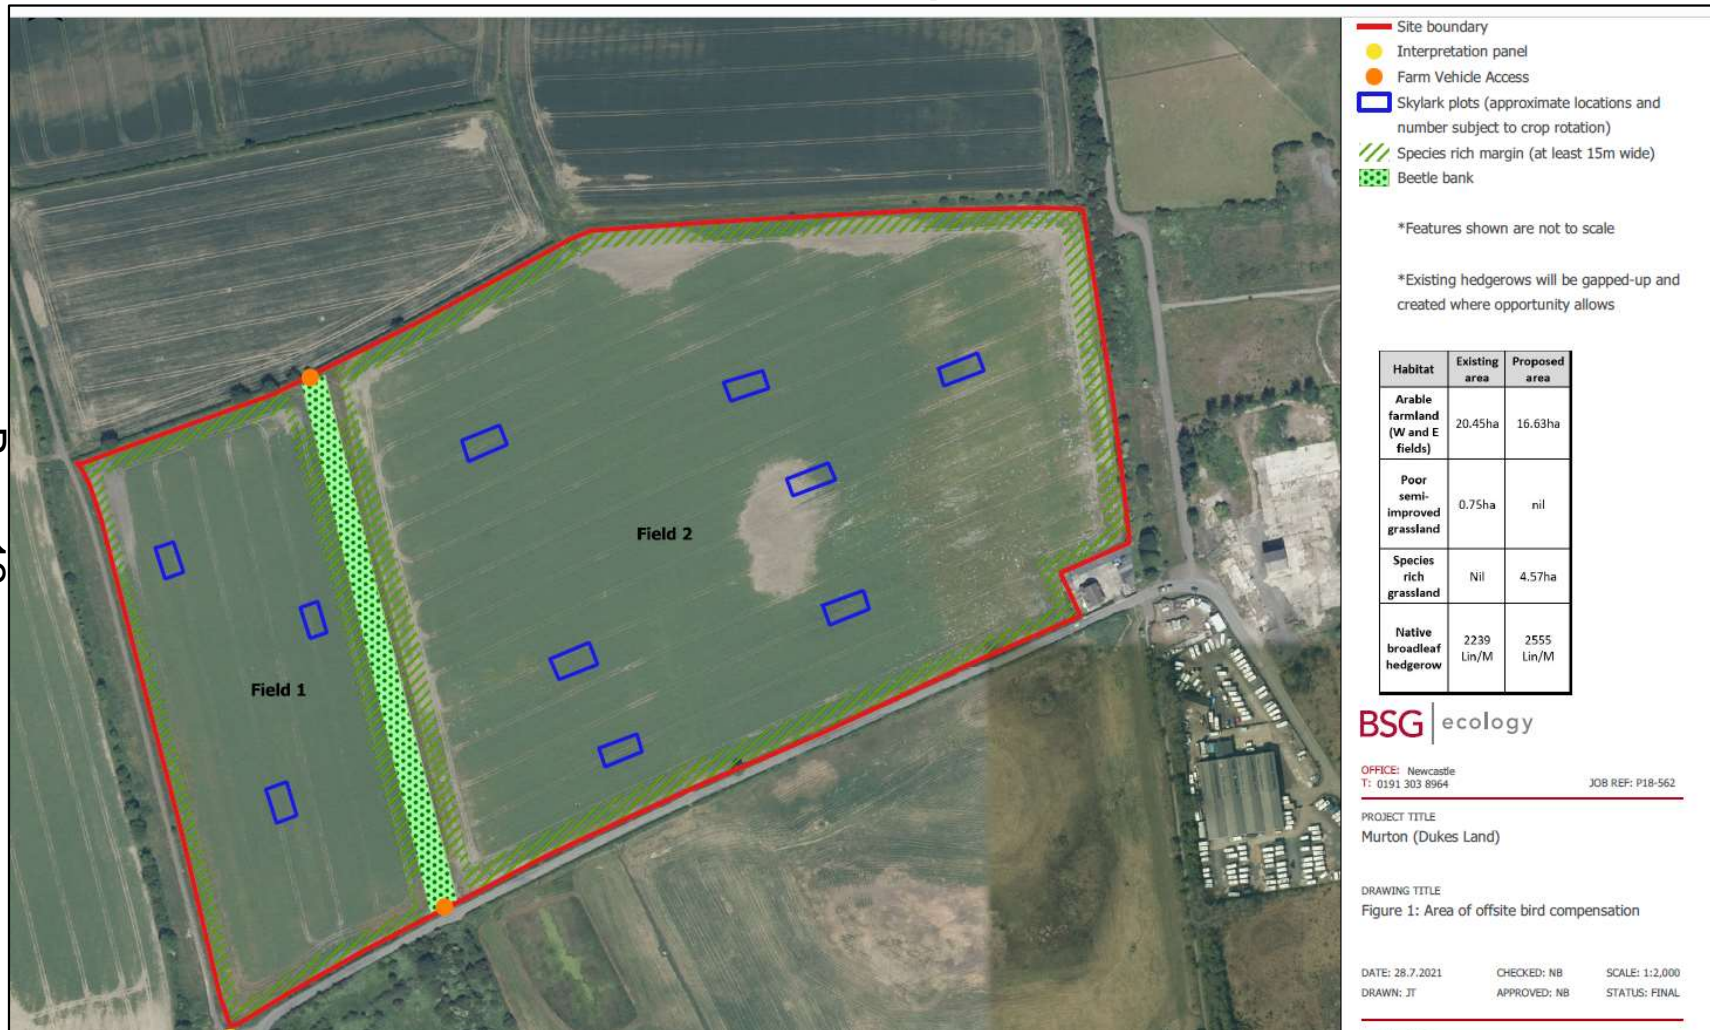 Site boundary
Interpretation panel
Farm Vehicle Access
Skylark plots (approximate locations and
number subject to crop rotation)
Species rich margin (at least 15m wide)
Beetle bank
*Features shown are not to scale
*Existing hedgerows will be gapped-up and
created where opportunity allows
Habitat Existing area Proposed area
Arable farmland (W and E fields) 20.45ha 16.63ha
Poor semi-improved grassland 0.75ha nil
Species rich grassland Nil 4.57ha
Native broadleaf hedgerow 2239 Lin/M 2555 Lin/M
Field 1
Field 2
BSG ecology
OFFICE: Newcastle
T: 0191 303 8964 JOB REF: P18-562
PROJECT TITLE
Murton (Dukes Land)
DRAWING TITLE
Figure 1: Area of offsite bird compensation
DATE: 28.7.2021 CHECKED: NB SCALE: 1:2,000
DRAWN: JT APPROVED: NB STATUS: FINAL